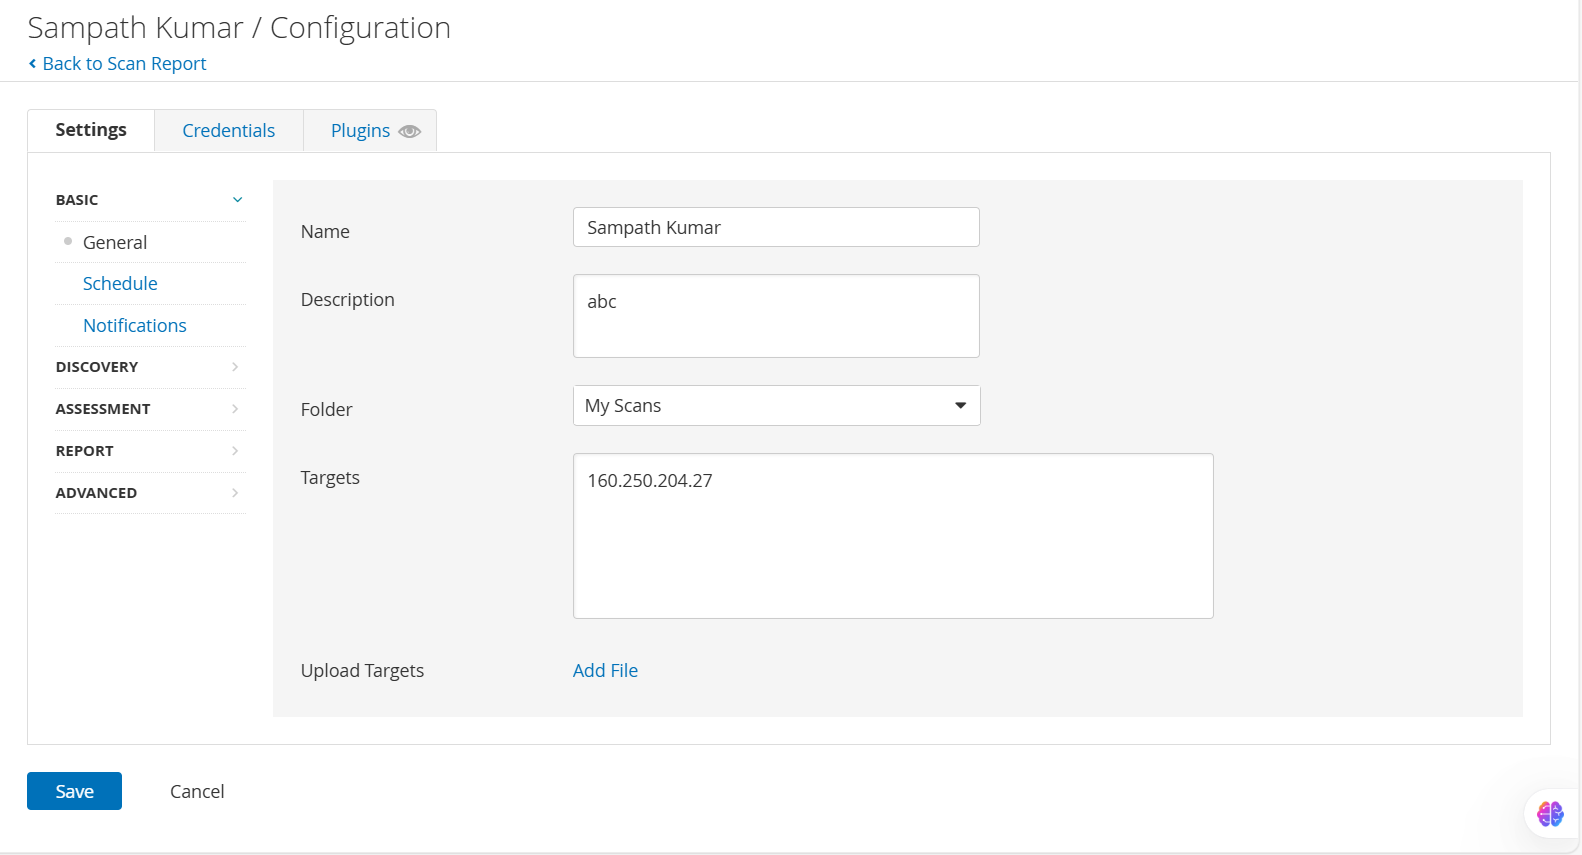 Sampath Kumar / Configuration
Back to Scan Report
Settings
Credentials
Plugins
BASIC
General
Schedule
Notifications
DISCOVERY
ASSESSMENT
REPORT
ADVANCED
Name
Sampath Kumar
Description
abc
Folder
My Scans
Targets
160.250.204.27
Upload Targets
Add File
Save
Cancel